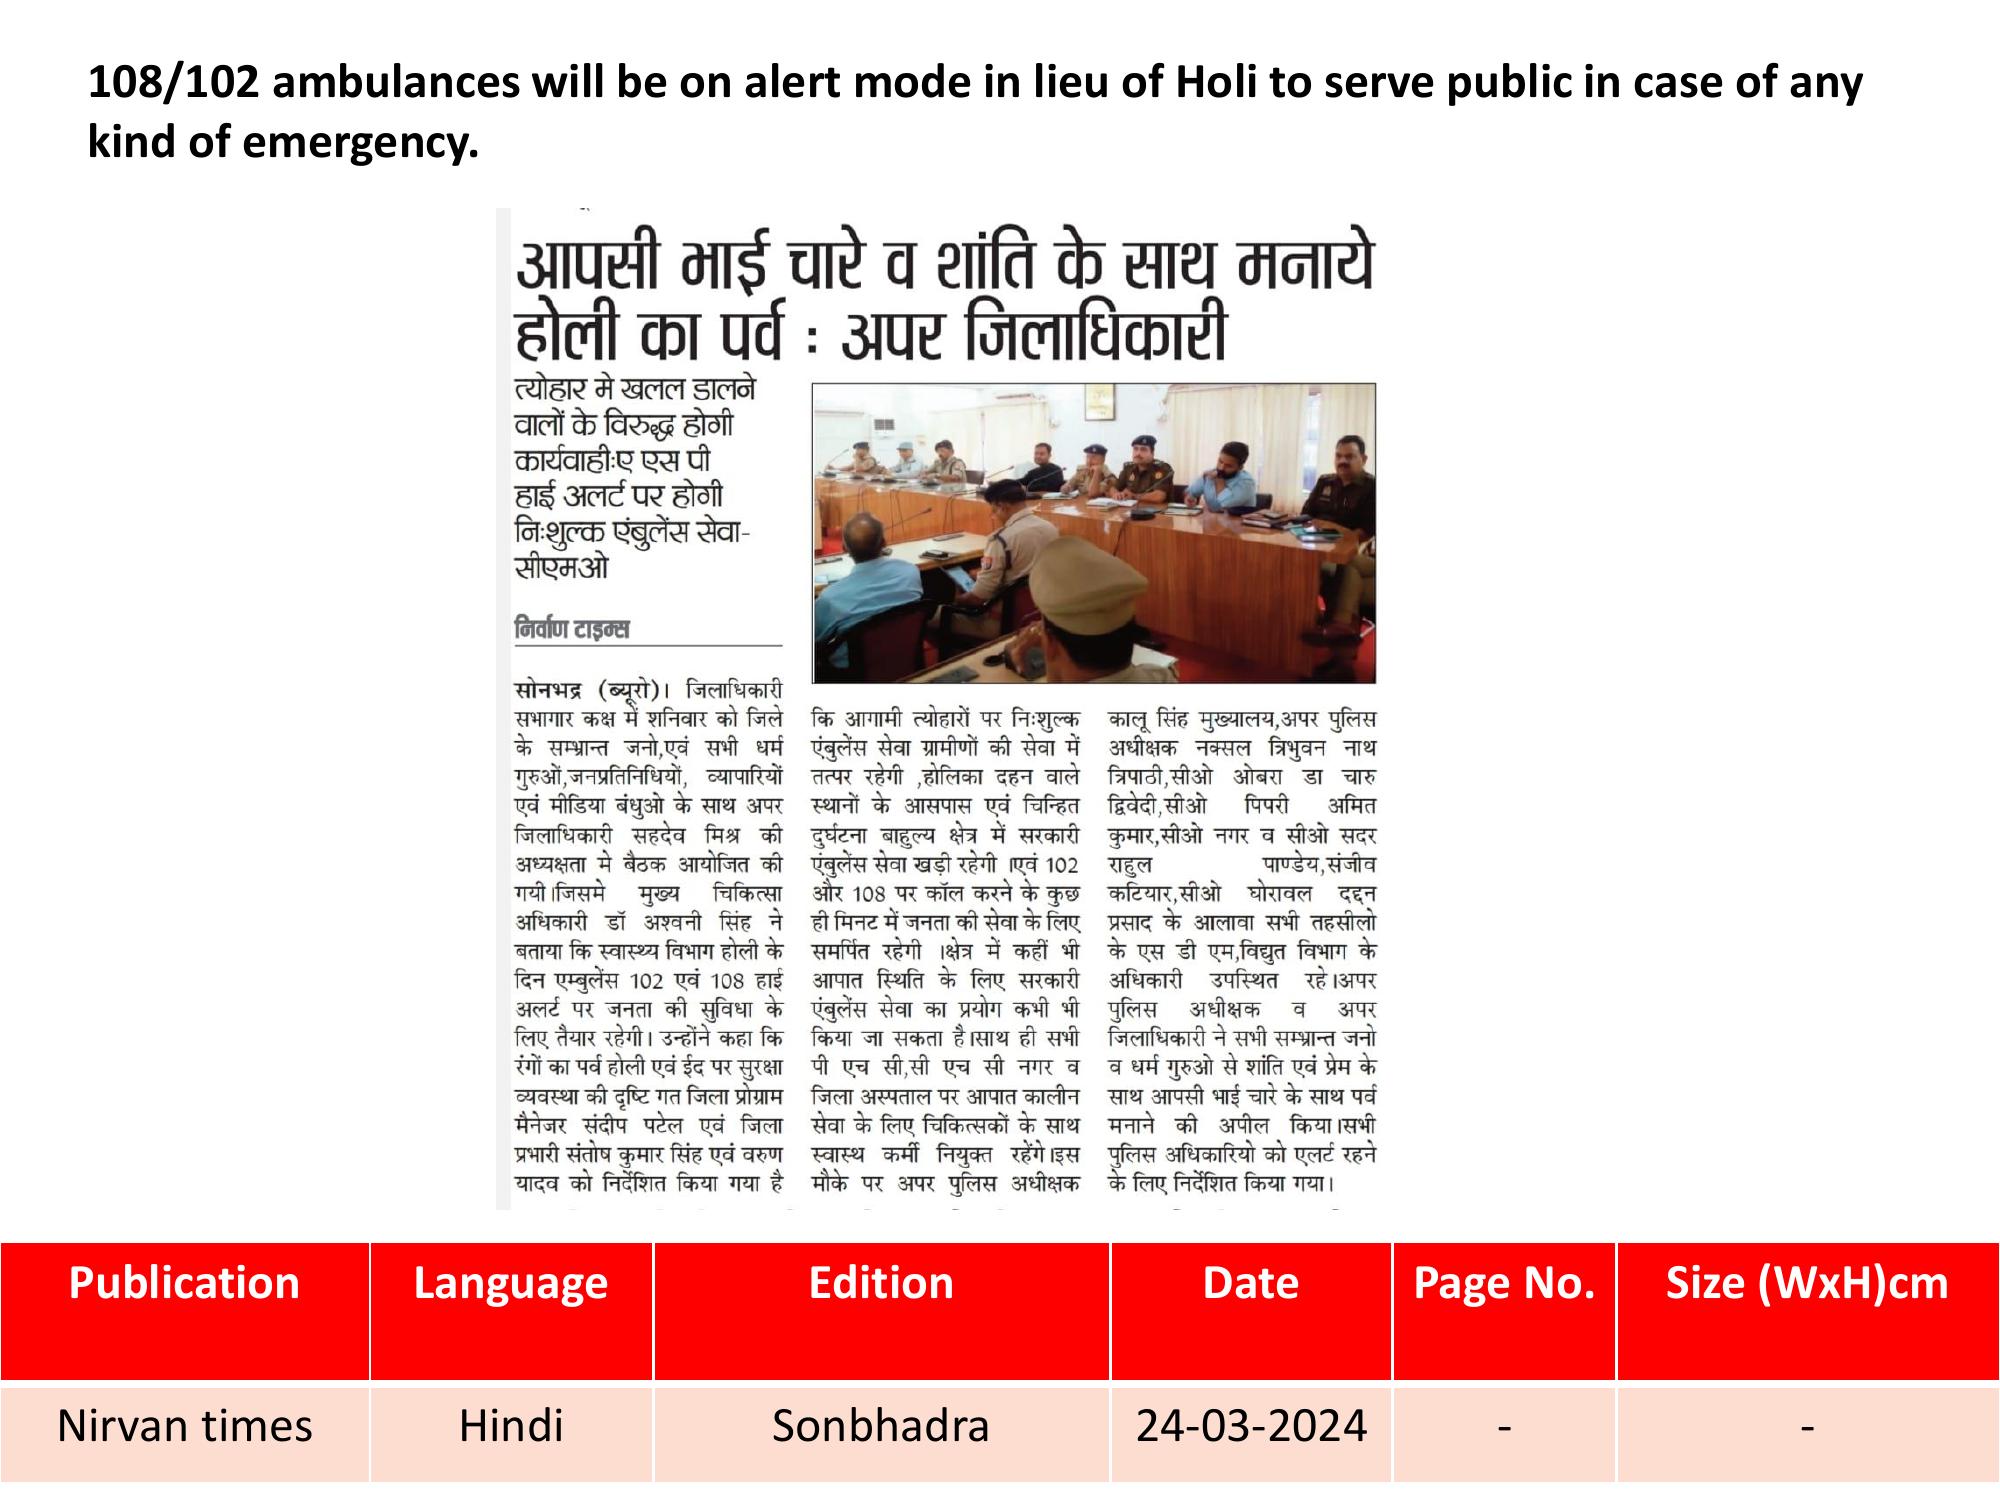 108/102 ambulances will be on alert mode in lieu of Holi to serve public in case of any
kind of emergency.
आपसी भाई चारे व शांति के साथ मनाये
होली का पर्व : अपर जिलाधिकारी
त्योहार मे खलल डालने
वालों के विरुद्ध होगी
कार्यवाहीःए एस पी
हाई अलर्ट पर होगी
निःशुल्क एंबुलेंस सेवा-
सीएमओ
निर्वाण टाइम्स
सोनभद्र (ब्यूरो)। जिलाधिकारी
सभागार कक्ष में शनिवार को जिले
के सम्भ्रान्त जनो,एवं सभी धर्म
गुरुओं,जनप्रतिनिधियों, व्यापारियों
एवं मीडिया बंधुओ के साथ अपर
जिलाधिकारी सहदेव मिश्र की
अध्यक्षता मे बैठक आयोजित की
गयी।जिसमे मुख्य चिकित्सा
अधिकारी डॉ अश्वनी सिंह ने
बताया कि स्वास्थ्य विभाग होली के
दिन एम्बुलेंस 102 एवं 108 हाई
अलर्ट पर जनता की सुविधा के
लिए तैयार रहेगी। उन्होंने कहा कि
रंगों का पर्व होली एवं ईद पर सुरक्षा
व्यवस्था की दृष्टि गत जिला प्रोग्राम
मैनेजर संदीप पटेल एवं जिला
प्रभारी संतोष कुमार सिंह एवं वरुण
यादव को निर्देशित किया गया है
कि आगामी त्योहारों पर निःशुल्क
एंबुलेंस सेवा ग्रामीणों की सेवा में
तत्पर रहेगी ,होलिका दहन वाले
स्थानों के आसपास एवं चिन्हित
दुर्घटना बाहुल्य क्षेत्र में सरकारी
एंबुलेंस सेवा खड़ी रहेगी ।एवं 102
और 108 पर कॉल करने के कुछ
ही मिनट में जनता की सेवा के लिए
समर्पित रहेगी ।क्षेत्र में कहीं भी
आपात स्थिति के लिए सरकारी
एंबुलेंस सेवा का प्रयोग कभी भी
किया जा सकता है।साथ ही सभी
पी एच सी,सी एच सी नगर व
जिला अस्पताल पर आपात कालीन
सेवा के लिए चिकित्सकों के साथ
स्वास्थ कर्मी नियुक्त रहेंगे।इस
मौके पर अपर पुलिस अधीक्षक
कालू सिंह मुख्यालय,अपर पुलिस
अधीक्षक नक्सल त्रिभुवन नाथ
त्रिपाठी,सीओ ओबरा डा चारु
द्विवेदी,सीओ पिपरी अमित
कुमार,सीओ नगर व सीओ सदर
राहुल पाण्डेय,संजीव
कटियार,सीओ घोरावल दद्दन
प्रसाद के आलावा सभी तहसीलो
के एस डी एम,विद्युत विभाग के
अधिकारी उपस्थित रहे।अपर
पुलिस अधीक्षक व अपर
जिलाधिकारी ने सभी सम्भ्रान्त जनो
व धर्म गुरुओ से शांति एवं प्रेम के
साथ आपसी भाई चारे के साथ पर्व
मनाने की अपील किया।सभी
पुलिस अधिकारियो को एलर्ट रहने
के लिए निर्देशित किया गया।
Publication Language Edition Date Page No. Size (WxH)cm
Nirvan times Hindi Sonbhadra 24-03-2024 - -